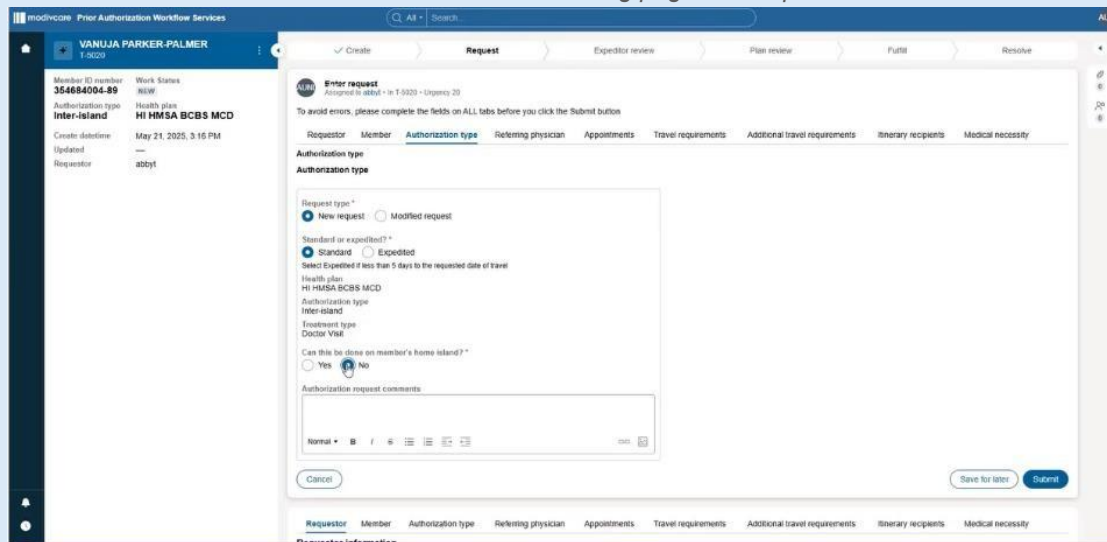 modivcare Prior Authorization Workflow Services
All Search...
VANUJA PARKER-PALMER
T-5020
Member ID number
354684004-89
Work Status
NEW
Authorization type
Inter-island
Health plan
HI HMSA BCBS MCD
Create datetime
May 21, 2025, 3:16 PM
Updated
—
Requestor
abbyt
Create
Request
Expeditor review
Plan review
Fulfill
Resolve
Enter request
Assigned to abbyt • In T-5020 • Urgency 20
To avoid errors, please complete the fields on ALL tabs before you click the Submit button
Requestor Member Authorization type Referring physician Appointments Travel requirements Additional travel requirements Itinerary recipients Medical necessity
Authorization type
Authorization type
Request type *
New request Modified request
Standard or expedited? *
Standard Expedited
Select Expedited if less than 5 days to the requested date of travel
Health plan
HI HMSA BCBS MCD
Authorization type
Inter-island
Treatment type
Doctor Visit
Can this be done on member's home island? *
Yes No
Authorization request comments
Normal B I S
Cancel
Save for later Submit
Requestor Member Authorization type Referring physician Appointments Travel requirements Additional travel requirements Itinerary recipients Medical necessity